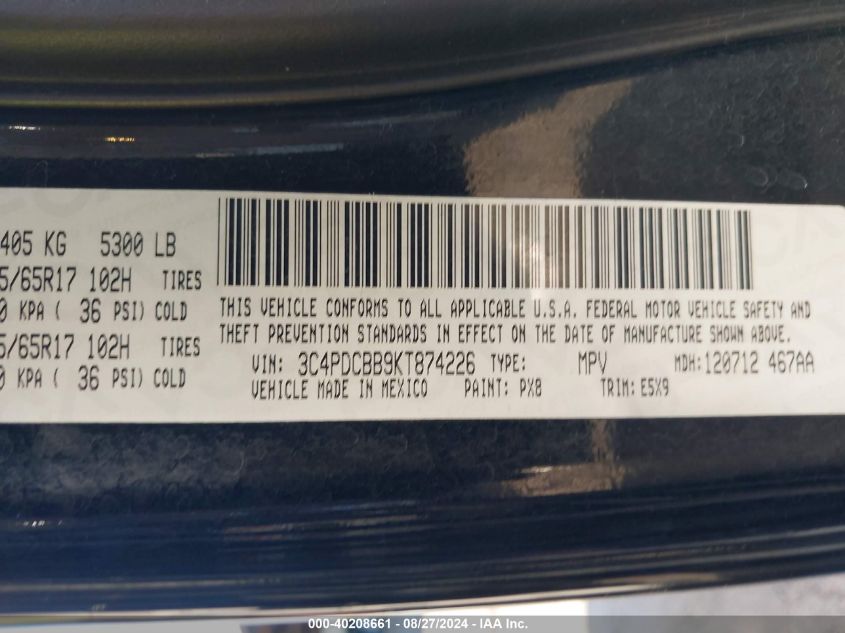 405 KG 5300 LB
5/65R17 102H TIRES
0 KPA ( 36 PSI) COLD
5/65R17 102H TIRES
0 KPA ( 36 PSI) COLD
THIS VEHICLE CONFORMS TO ALL APPLICABLE U.S.A. FEDERAL MOTOR VEHICLE SAFETY AND
THEFT PREVENTION STANDARDS IN EFFECT ON THE DATE OF MANUFACTURE SHOWN ABOVE.
VIN: 3C4PDCBB9KT874226 TYPE: MPV MDH:120712 467AA
VEHICLE MADE IN MEXICO PAINT: PX8 TRIM: E5X9
000-40208661 - 08/27/2024 - IAA Inc.